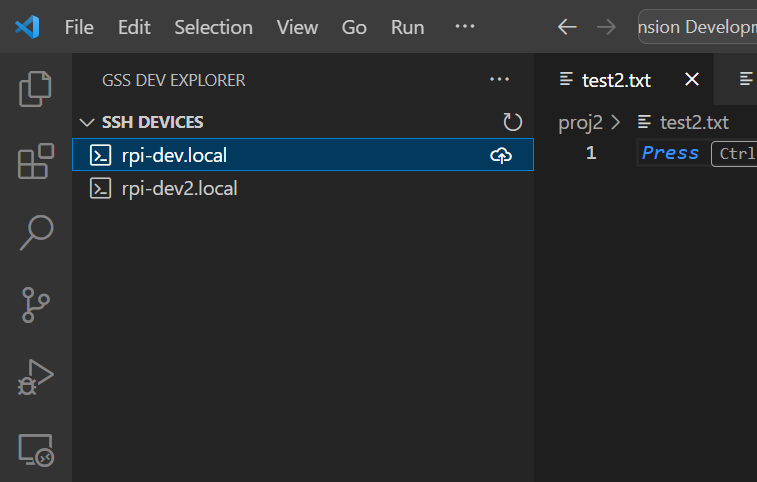 File Edit Selection View Go Run ···
nsion Developm
GSS DEV EXPLORER ···
test2.txt
SSH DEVICES
proj2 > test2.txt
rpi-dev.local
1 Press Ctrl
rpi-dev2.local